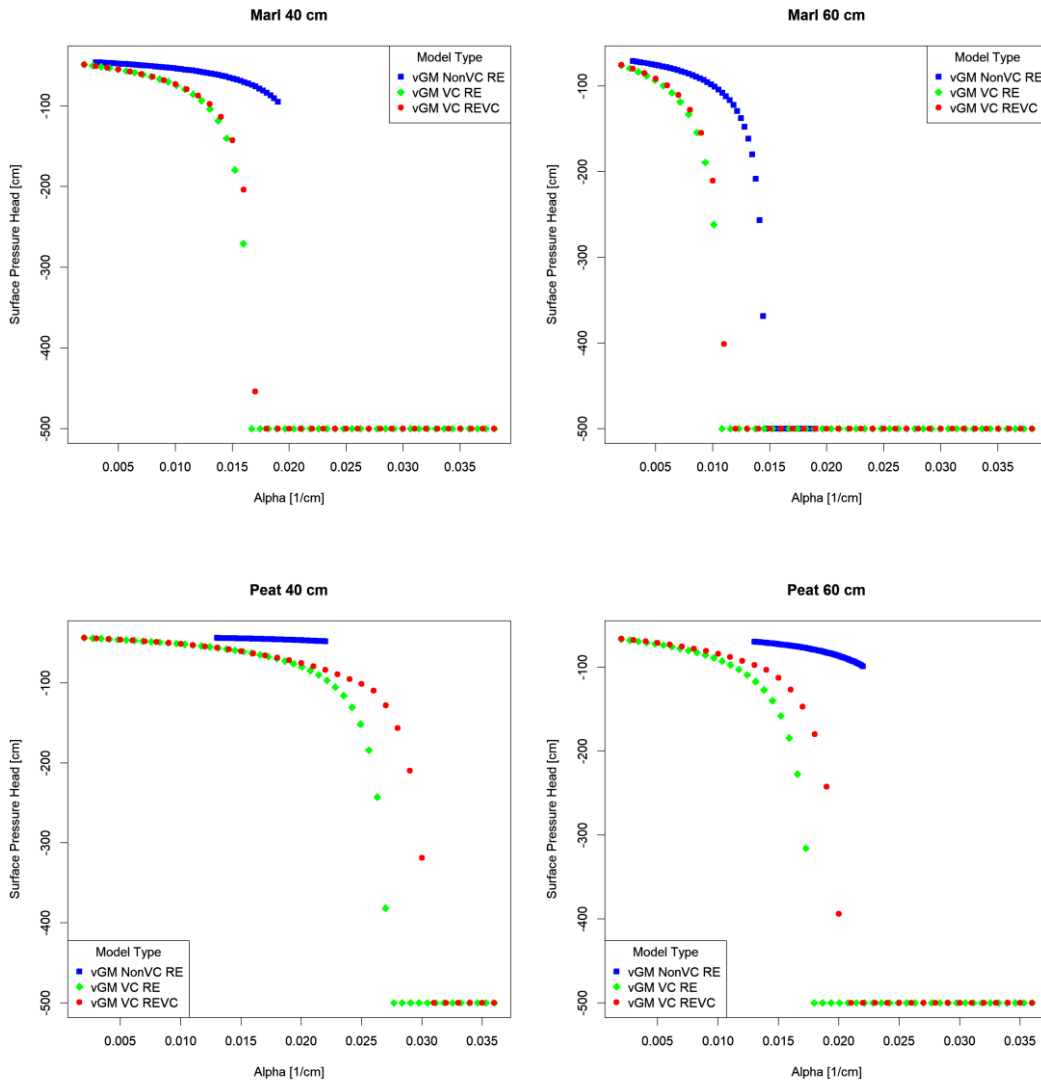 Marl 40 cm
Surface Pressure Head [cm]
-100
-200
-300
-400
-500
Model Type
vGM NonVC RE
vGM VC RE
vGM VC REVC
0.005 0.010 0.015 0.020 0.025 0.030 0.035
Alpha [1/cm]
Marl 60 cm
Surface Pressure Head [cm]
-100
-200
-300
-400
-500
Model Type
vGM NonVC RE
vGM VC RE
vGM VC REVC
0.005 0.010 0.015 0.020 0.025 0.030 0.035
Alpha [1/cm]
Peat 40 cm
Surface Pressure Head [cm]
-100
-200
-300
-400
-500
Model Type
vGM NonVC RE
vGM VC RE
vGM VC REVC
0.005 0.010 0.015 0.020 0.025 0.030 0.035
Alpha [1/cm]
Peat 60 cm
Surface Pressure Head [cm]
-100
-200
-300
-400
-500
Model Type
vGM NonVC RE
vGM VC RE
vGM VC REVC
0.005 0.010 0.015 0.020 0.025 0.030 0.035
Alpha [1/cm]